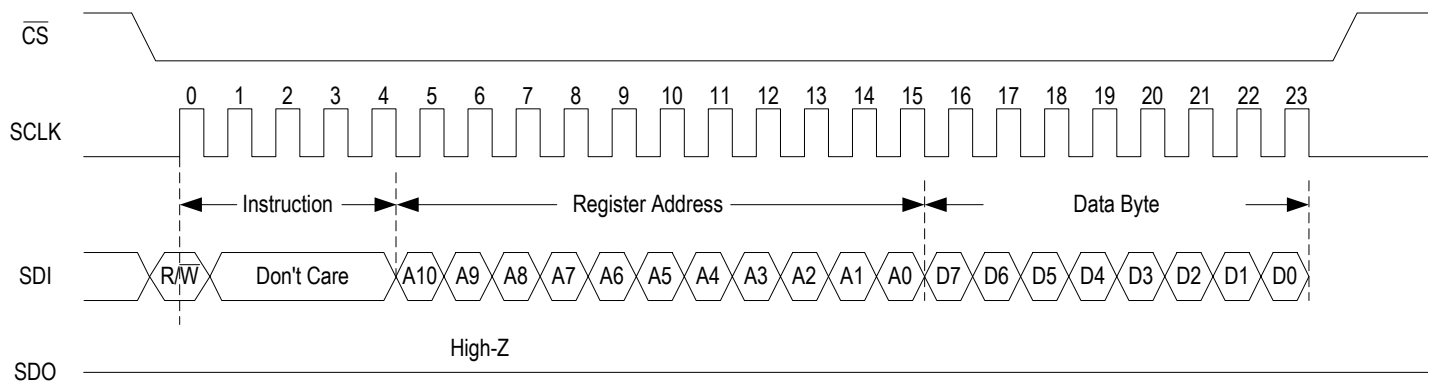 CS
0 1 2 3 4 5 6 7 8 9 10 11 12 13 14 15 16 17 18 19 20 21 22 23
SCLK
Instruction Register Address Data Byte
SDI R/W Don't Care A10 A9 A8 A7 A6 A5 A4 A3 A2 A1 A0 D7 D6 D5 D4 D3 D2 D1 D0
High-Z
SDO